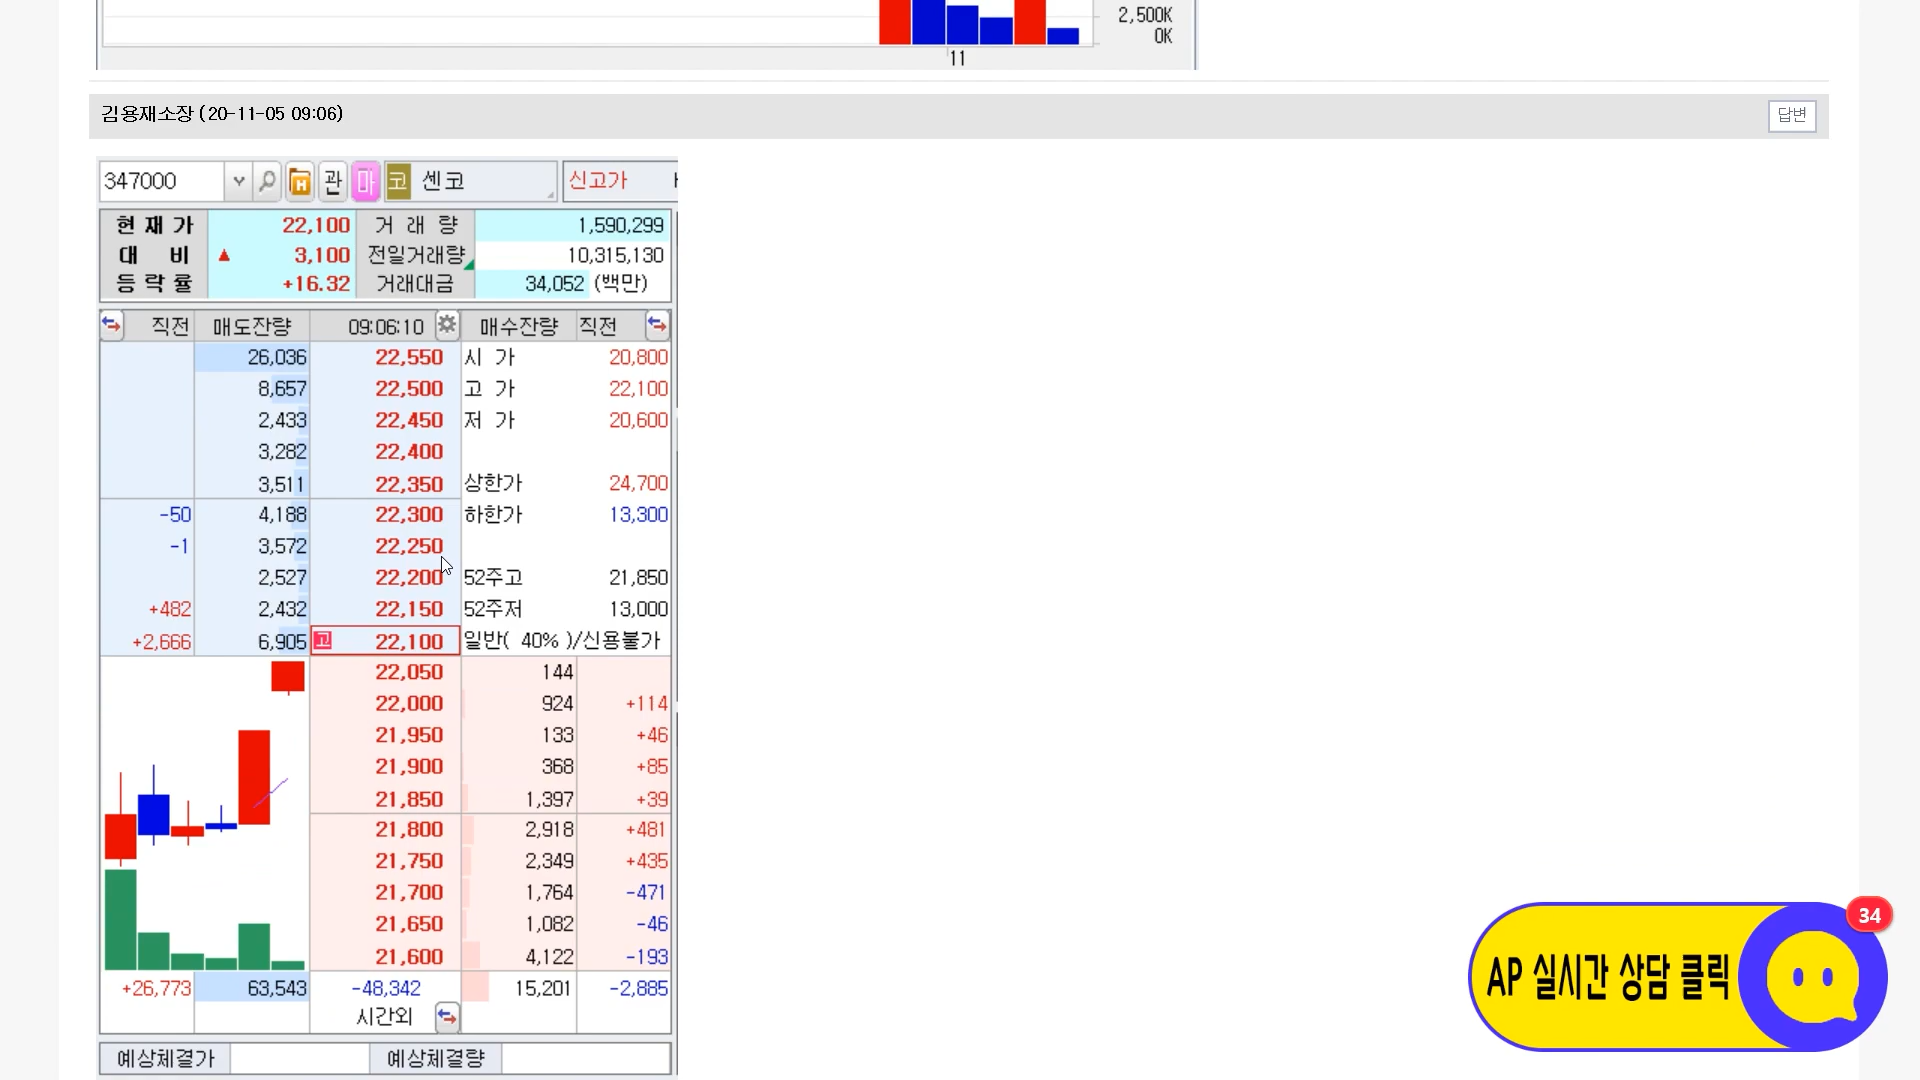 2,500K
0K
11
김용재소장 (20-11-05 09:06)
답변
347000 관 마 코 센코 신고가
현재가 22,100 거래량 1,590,299
대비 ▲ 3,100 전일거래량 10,315,130
등락률 +16.32 거래대금 34,052 (백만)
직전 매도잔량 09:06:10 매수잔량 직전
26,036 22,550 시가 20,800
8,657 22,500 고가 22,100
2,433 22,450 저가 20,600
3,282 22,400
3,511 22,350 상한가 24,700
-50 4,188 22,300 하한가 13,300
-1 3,572 22,250
2,527 22,200 52주고 21,850
+482 2,432 22,150 52주저 13,000
+2,666 6,905 고 22,100 일반( 40% )/신용불가
22,050 144
22,000 924 +114
21,950 133 +46
21,900 368 +85
21,850 1,397 +39
21,800 2,918 +481
21,750 2,349 +435
21,700 1,764 -471
21,650 1,082 -46
21,600 4,122 -193
+26,773 63,543 -48,342 15,201 -2,885
시간외
예상체결가 예상체결량
AP 실시간 상담 클릭
34